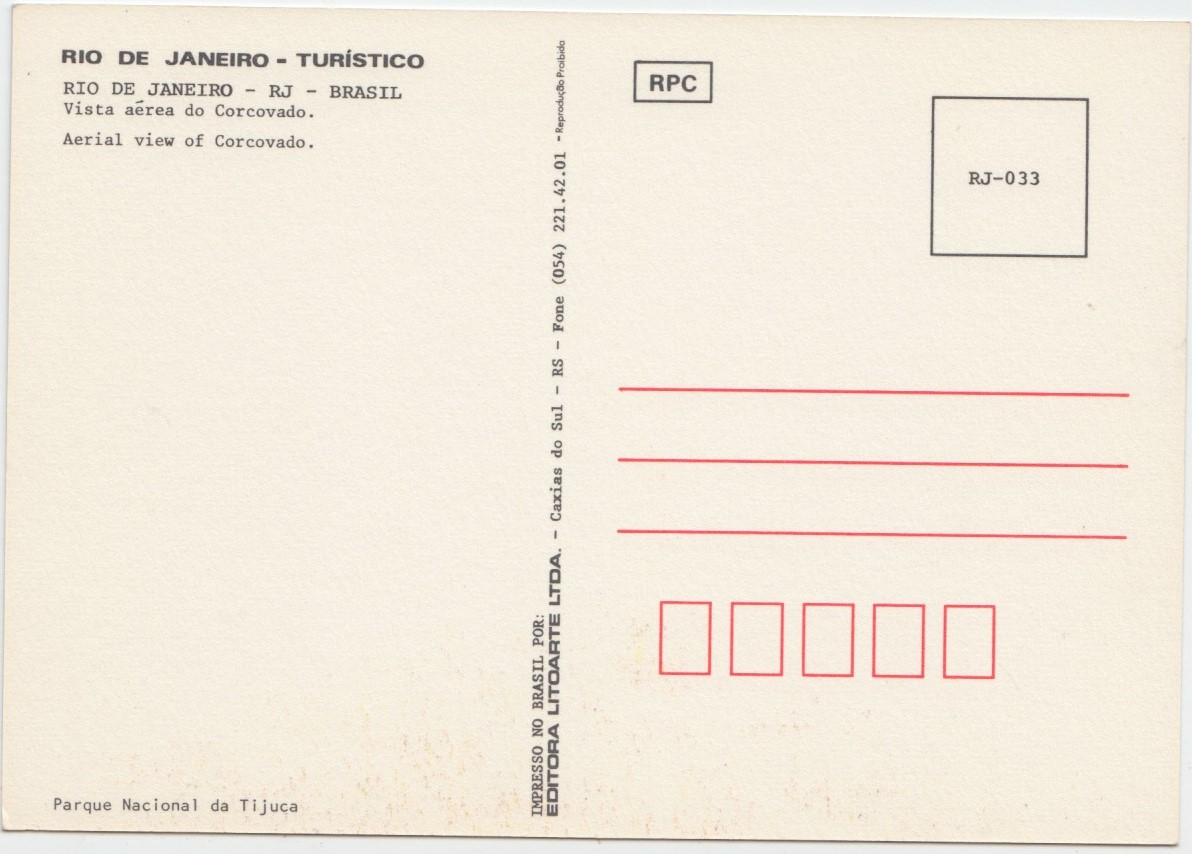 RIO DE JANEIRO - TURÍSTICO
RIO DE JANEIRO - RJ - BRASIL
Vista aérea do Corcovado.
Aerial view of Corcovado.
Parque Nacional da Tijuca
IMPRESSO NO BRASIL POR:
EDITORA LITOARTE LTDA. - Caxias do Sul - RS - Fone (054) 221.42.01 - Reprodução Proibida
RPC
RJ-033